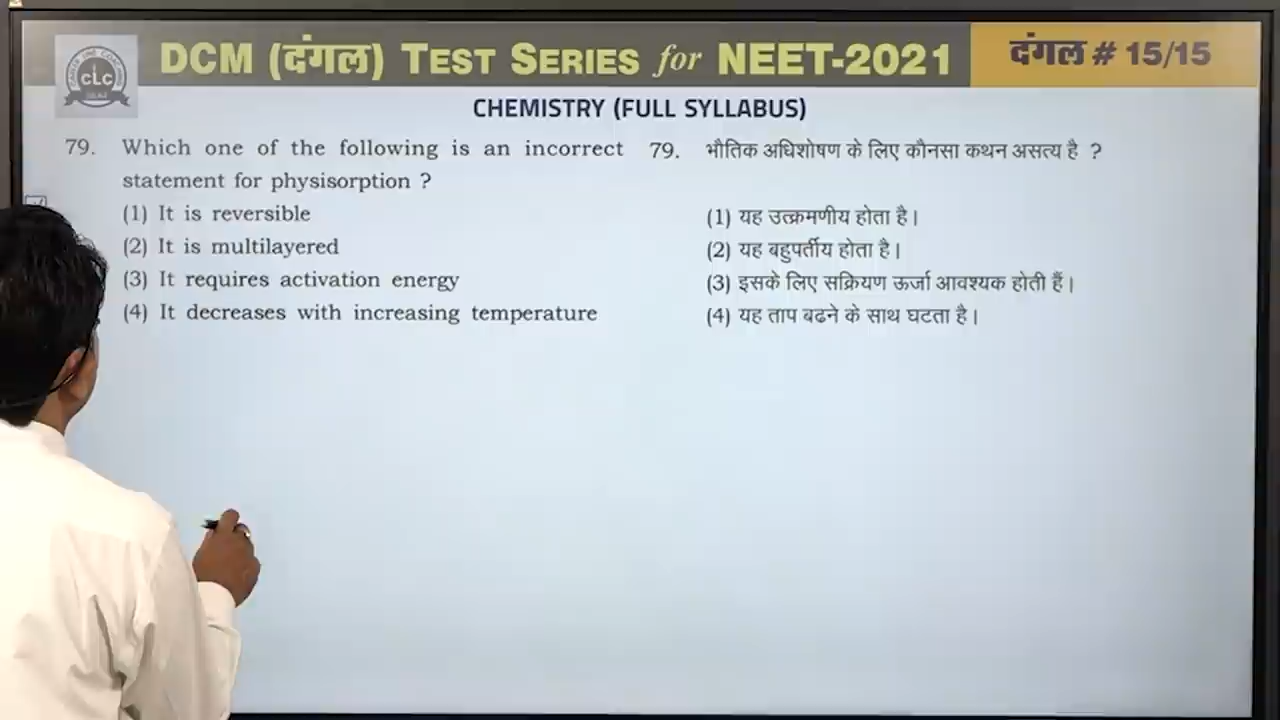 DCM (दंगल) TEST SERIES for NEET-2021
दंगल # 15/15
CLC
CHEMISTRY (FULL SYLLABUS)
79. Which one of the following is an incorrect
statement for physisorption ?
(1) It is reversible
(2) It is multilayered
(3) It requires activation energy
(4) It decreases with increasing temperature
79. भौतिक अधिशोषण के लिए कौनसा कथन असत्य है ?
(1) यह उत्क्रमणीय होता है।
(2) यह बहुपर्तीय होता है।
(3) इसके लिए सक्रियण ऊर्जा आवश्यक होती हैं।
(4) यह ताप बढने के साथ घटता है।